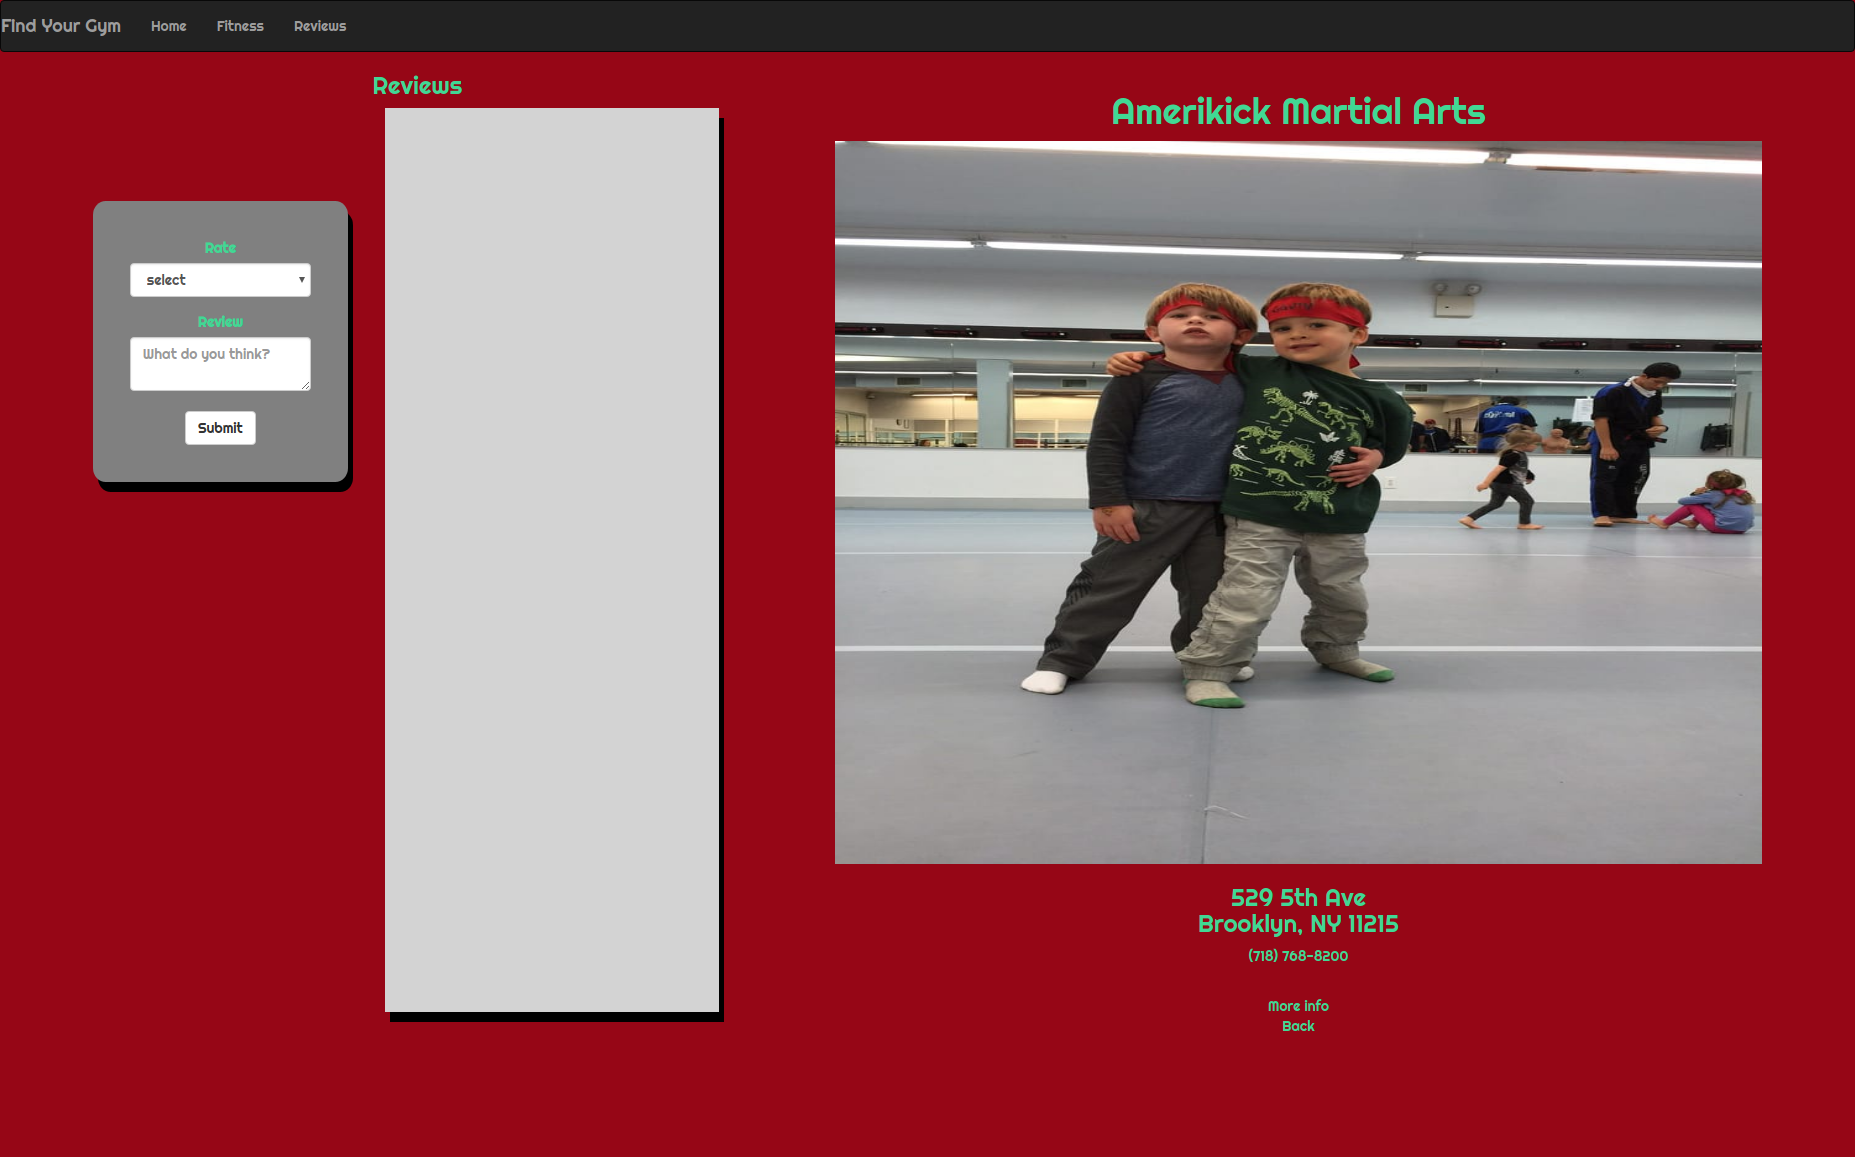 FInd Your Gym
Home
Fitness
Reviews
Reviews
Rate
select
Review
What do you think?
Submit
Amerikick Martial Arts
529 5th Ave
Brooklyn, NY 11215
(718) 768-8200
More info
Back